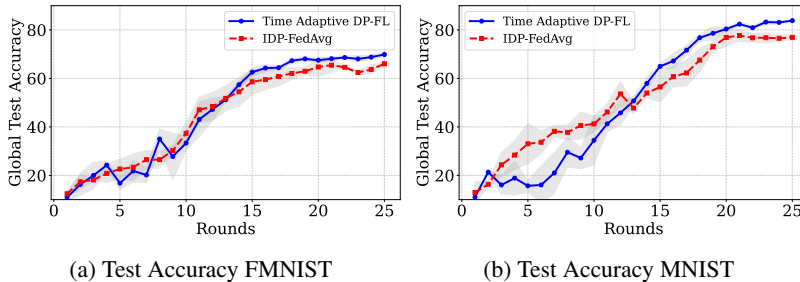 Global Test Accuracy
80
60
40
20
0
5
10
15
20
25
Rounds
Time Adaptive DP-FL
IDP-FedAvg
(a) Test Accuracy FMNIST
Global Test Accuracy
80
60
40
20
0
5
10
15
20
25
Rounds
Time Adaptive DP-FL
IDP-FedAvg
(b) Test Accuracy MNIST